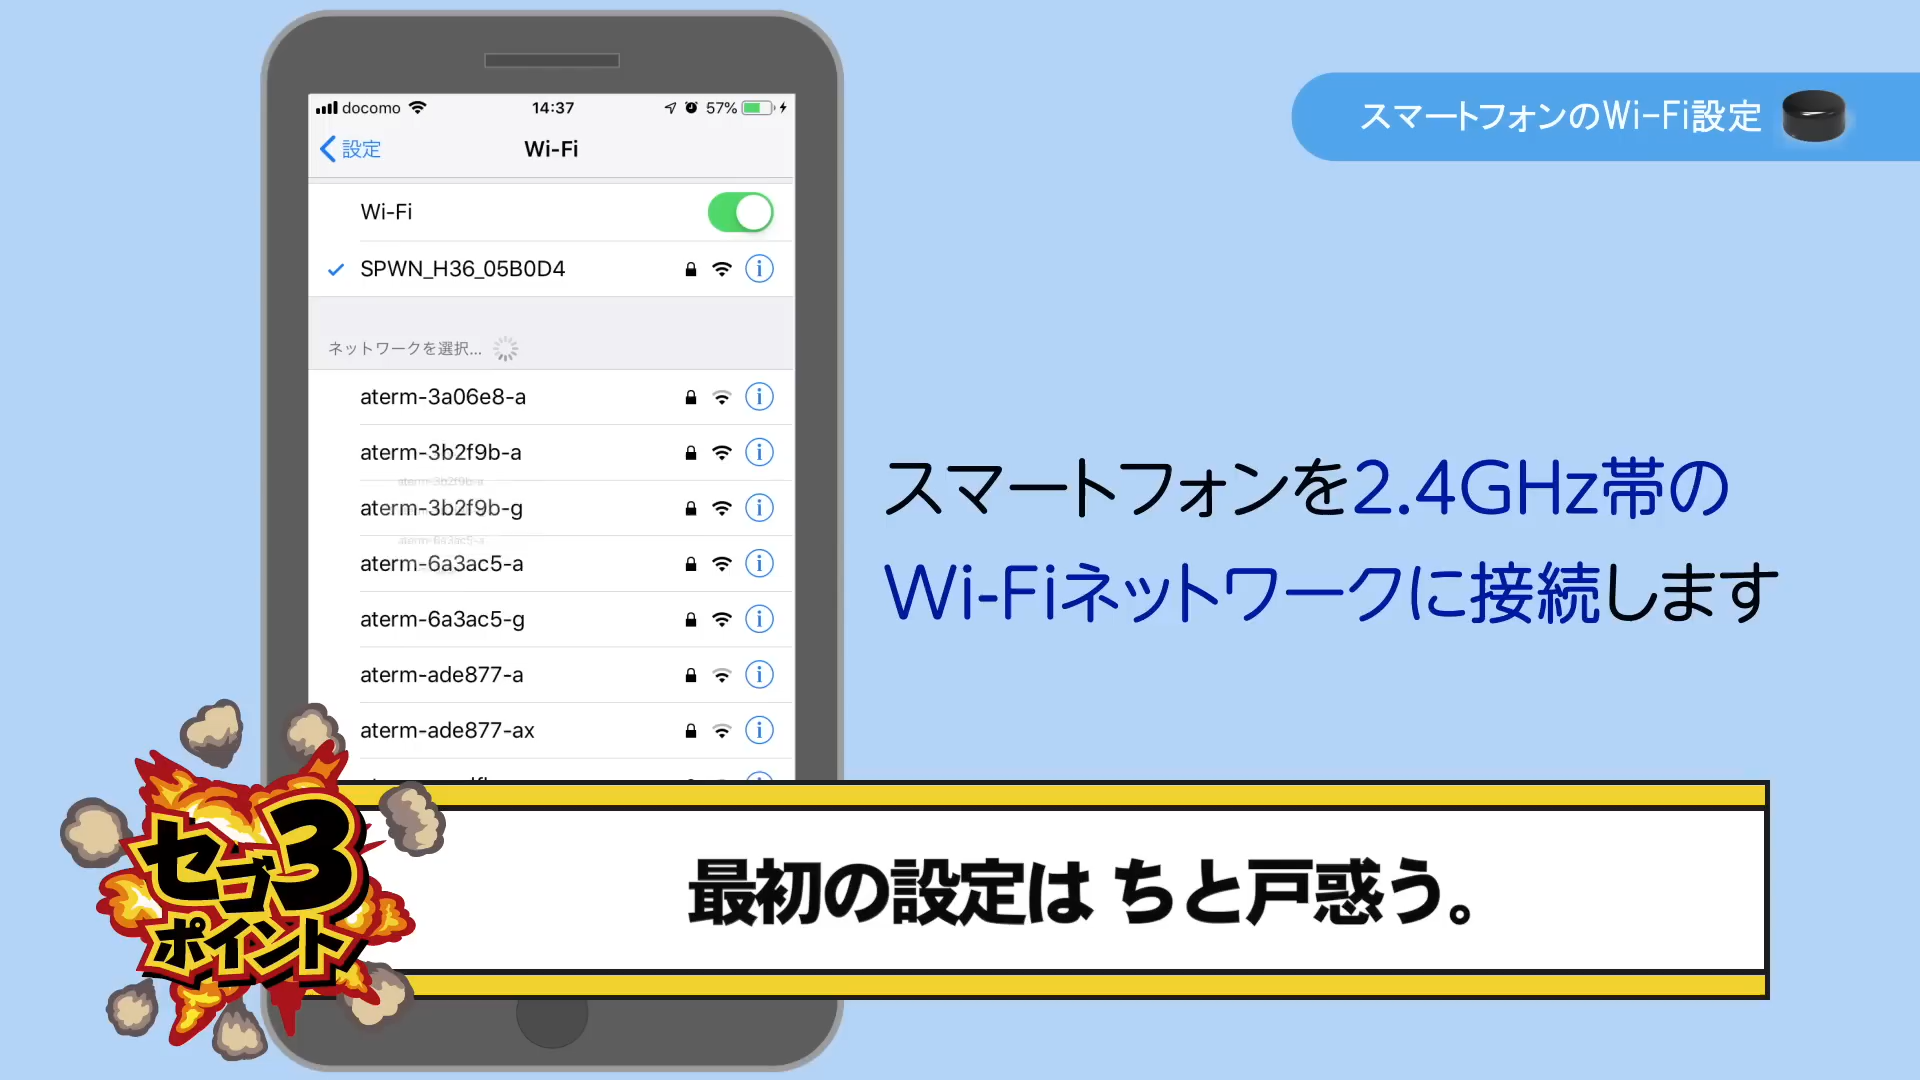 docomo 14:37 57%
設定 Wi-Fi
Wi-Fi
SPWN_H36_05B0D4
ネットワークを選択...
aterm-3a06e8-a
aterm-3b2f9b-a
aterm-3b2f9b-a
aterm-3b2f9b-g
aterm-6a3ac5-a
aterm-6a3ac5-a
aterm-6a3ac5-g
aterm-ade877-a
aterm-ade877-ax
スマートフォンのWi-Fi設定
スマートフォンを2.4GHz帯の
Wi-Fiネットワークに接続します
セゴ3
ポイント
最初の設定は ちと戸惑う。